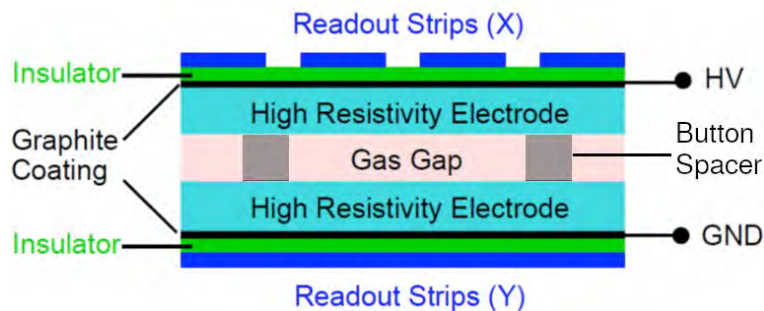 Readout Strips (X)
Insulator
HV
High Resistivity Electrode
Graphite
Coating
Gas Gap
Button
Spacer
High Resistivity Electrode
GND
Insulator
Readout Strips (Y)